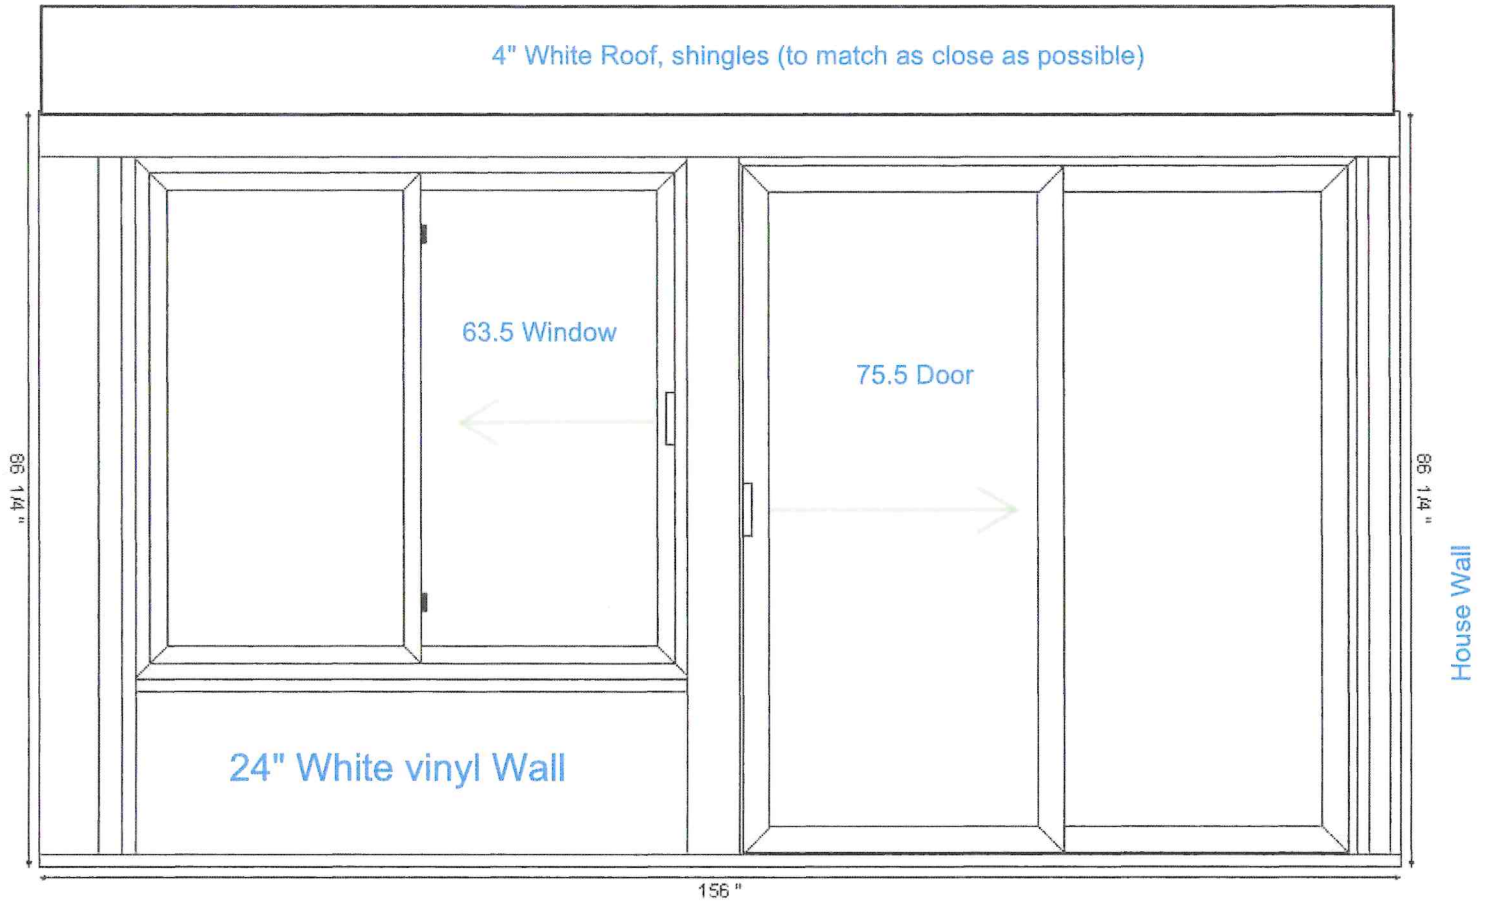 4" White Roof, shingles (to match as close as possible)
63.5 Window
75.5 Door
86 1/4 "
86 1/4 "
House Wall
24" White vinyl Wall
156 "